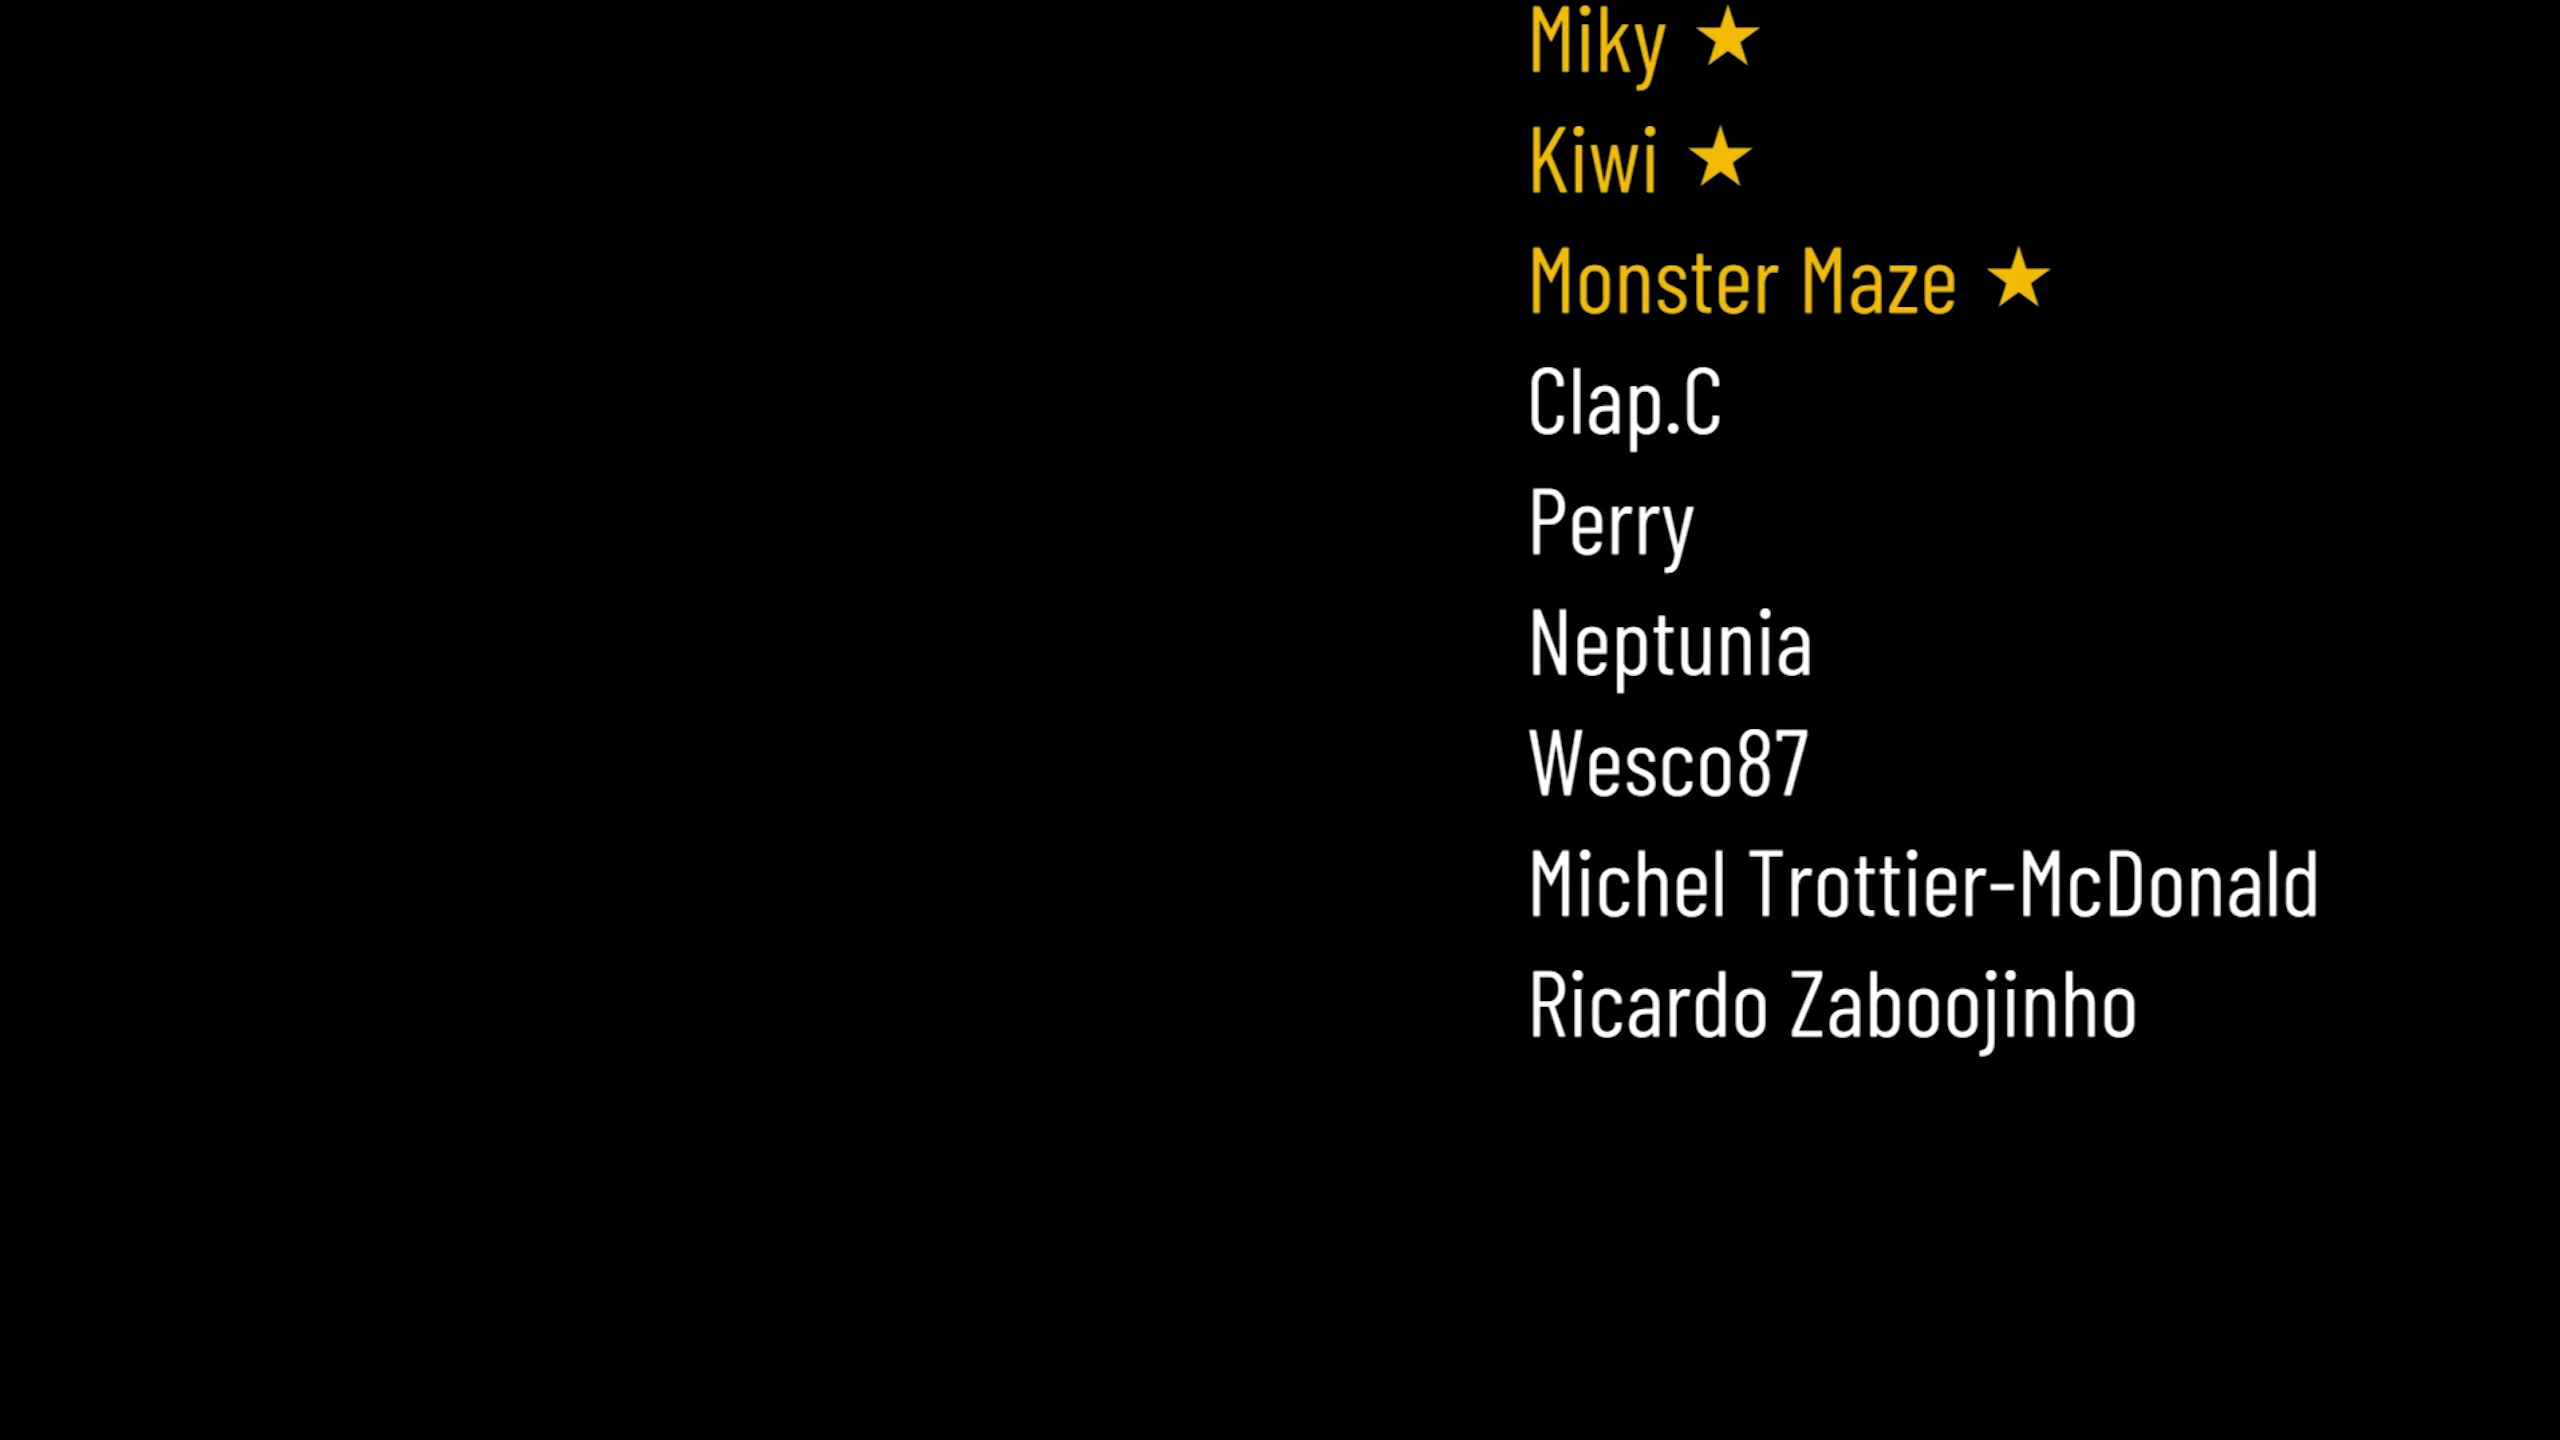 Miky ★
Kiwi ★
Monster Maze ★
Clap.C
Perry
Neptunia
Wesco87
Michel Trottier-McDonald
Ricardo Zaboojinho